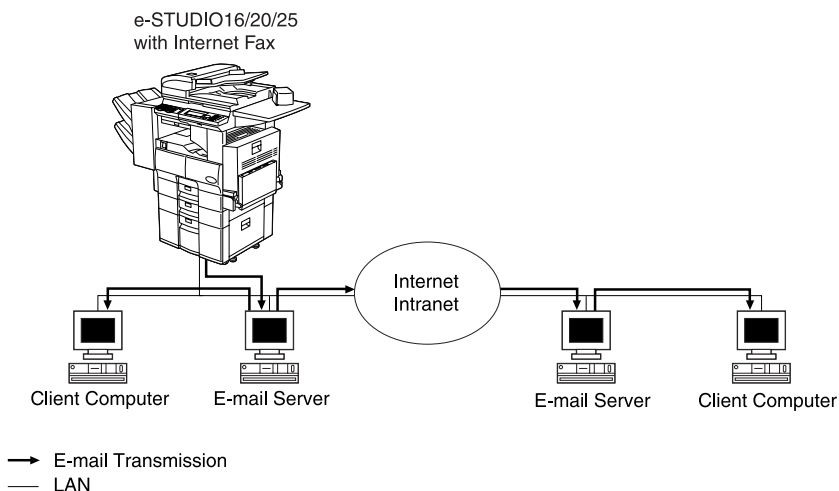 e-STUDIO16/20/25
with Internet Fax
Internet
Intranet
Client Computer
E-mail Server
E-mail Server
Client Computer
E-mail Transmission
LAN